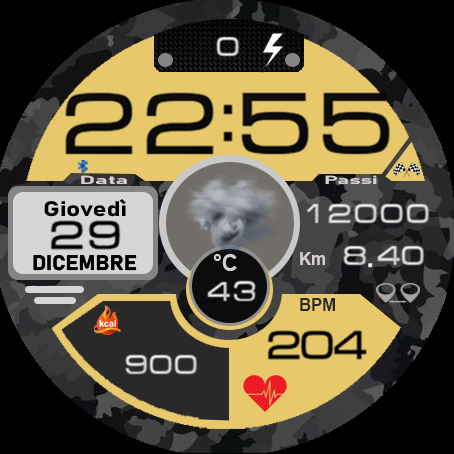 0
22:55
Data
Passi
Giovedì
29
DICEMBRE
12000
Km 8.40
°C
43
BPM
kcal
900
204